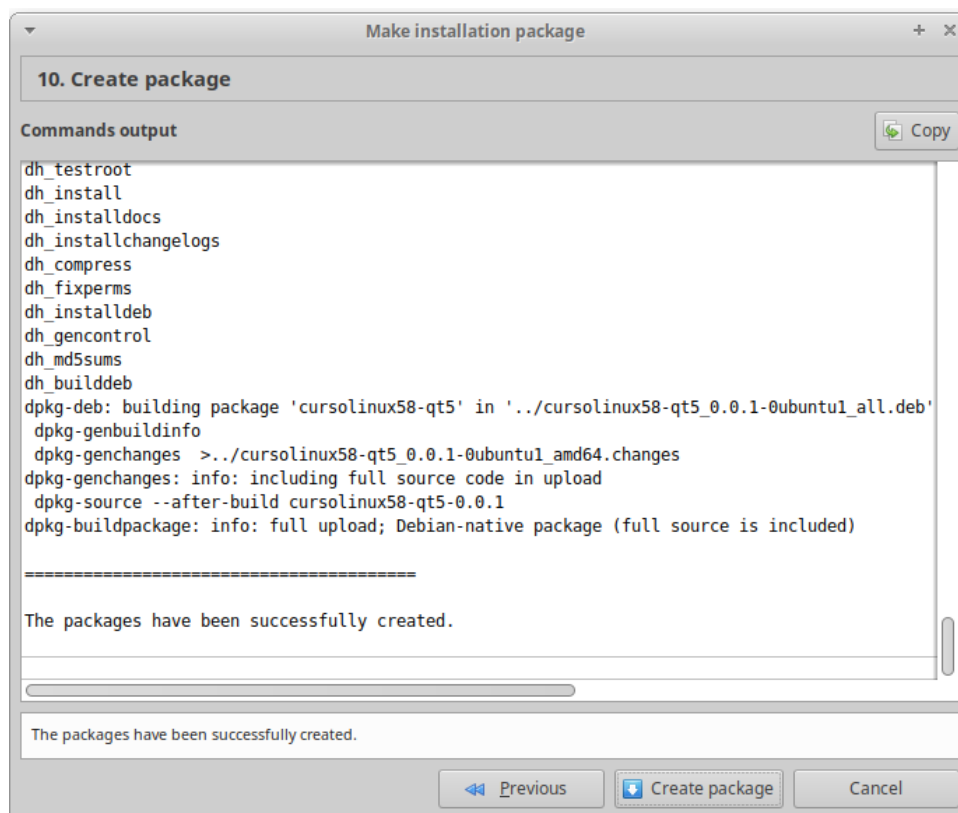 Make installation package
10. Create package
Commands output
Copy
dh_testroot
dh_install
dh_installdocs
dh_installchangelogs
dh_compress
dh_fixperms
dh_installdeb
dh_gencontrol
dh_md5sums
dh_builddeb
dpkg-deb: building package 'cursolinux58-qt5' in '../cursolinux58-qt5_0.0.1-0ubuntu1_all.deb'
dpkg-genbuildinfo
dpkg-genchanges  >../cursolinux58-qt5_0.0.1-0ubuntu1_amd64.changes
dpkg-genchanges: info: including full source code in upload
dpkg-source --after-build cursolinux58-qt5-0.0.1
dpkg-buildpackage: info: full upload; Debian-native package (full source is included)
========================================
The packages have been successfully created.
The packages have been successfully created.
Previous
Create package
Cancel